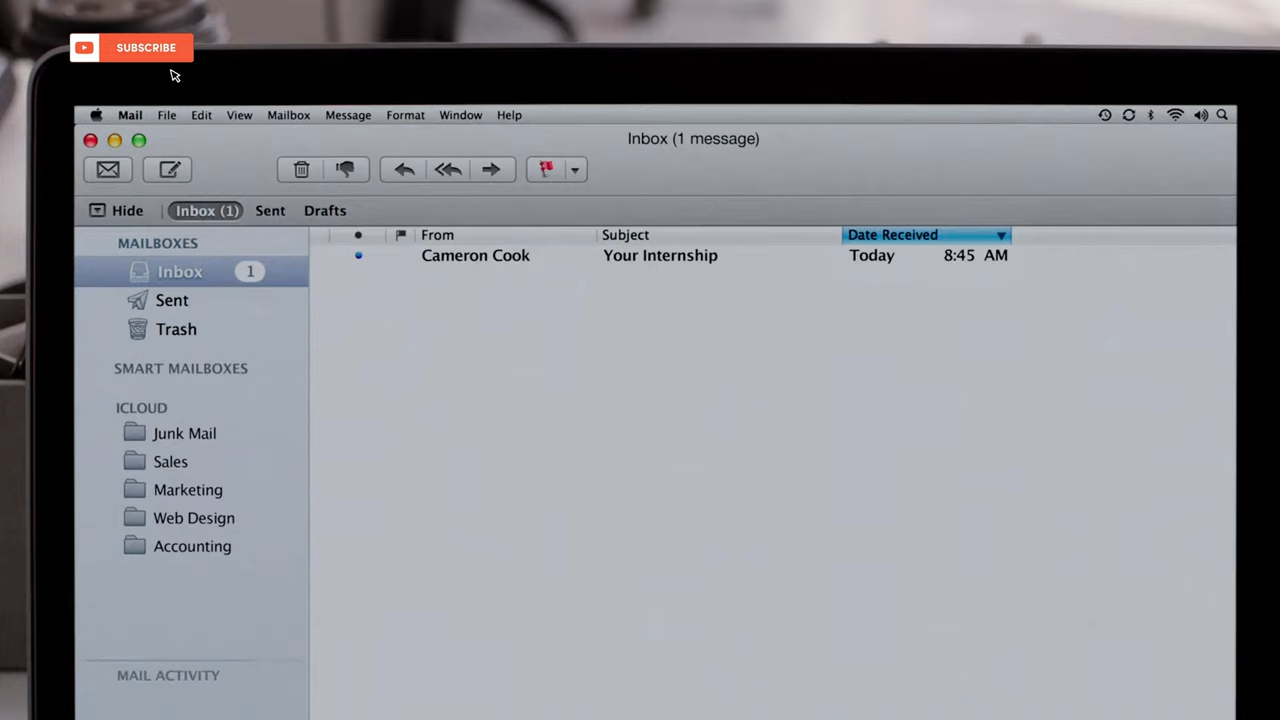 SUBSCRIBE
Mail File Edit View Mailbox Message Format Window Help
Inbox (1 message)
Hide Inbox (1) Sent Drafts
MAILBOXES
Inbox 1
Sent
Trash
SMART MAILBOXES
ICLOUD
Junk Mail
Sales
Marketing
Web Design
Accounting
MAIL ACTIVITY
From Subject Date Received
Cameron Cook Your Internship Today 8:45 AM